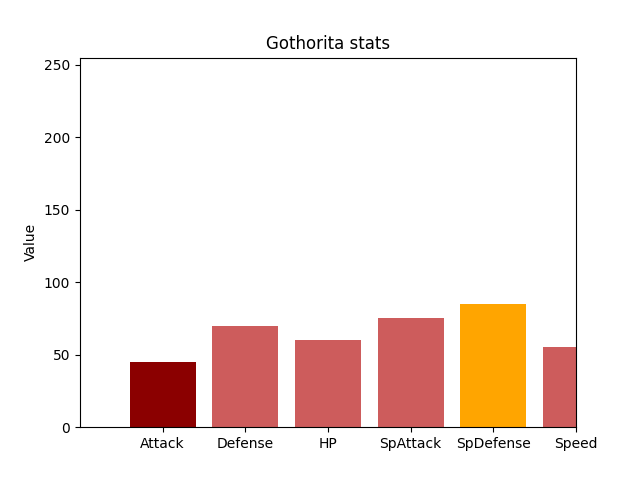 Gothorita stats
Value
250
200
150
100
50
0
Attack
Defense
HP
SpAttack
SpDefense
Speed